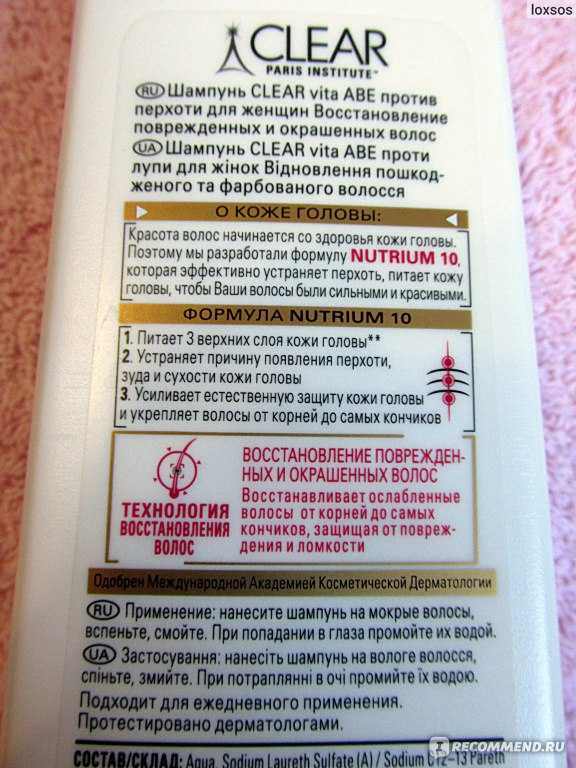 loxsos
CLEAR
PARIS INSTITUTE™
RU Шампунь CLEAR vita ABE против
перхоти для женщин Восстановление
поврежденных и окрашенных волос
UA Шампунь CLEAR vita ABE проти
лупи для жінок Відновлення пошкод-
женого та фарбованого волосся
О КОЖЕ ГОЛОВЫ:
Красота волос начинается со здоровья кожи головы.
Поэтому мы разработали формулу NUTRIUM 10,
которая эффективно устраняет перхоть, питает кожу
головы, чтобы Ваши волосы были сильными и красивыми.
ФОРМУЛА NUTRIUM 10
1. Питает 3 верхних слоя кожи головы**
2. Устраняет причину появления перхоти,
зуда и сухости кожи головы
3. Усиливает естественную защиту кожи головы
и укрепляет волосы от корней до самых кончиков
ТЕХНОЛОГИЯ
ВОССТАНОВЛЕНИЯ
ВОЛОС
ВОССТАНОВЛЕНИЕ ПОВРЕЖДЕН-
НЫХ И ОКРАШЕННЫХ ВОЛОС
Восстанавливает ослабленные
волосы от корней до самых
кончиков, защищая от повреж-
дения и ломкости
Одобрен Международной Академией Косметической Дерматологии
RU Применение: нанесите шампунь на мокрые волосы,
вспеньте, смойте. При попадании в глаза промойте их водой.
UA Застосування: нанесіть шампунь на вологе волосся,
спіньте, змийте. При потраплянні в очі промийте їх водою.
Подходит для ежедневного применения.
Протестировано дерматологами.
СОСТАВ/СКЛАД: Aqua, Sodium Laureth Sulfate (A) / Sodium C12-13 Pareth
RECOMMEND.RU